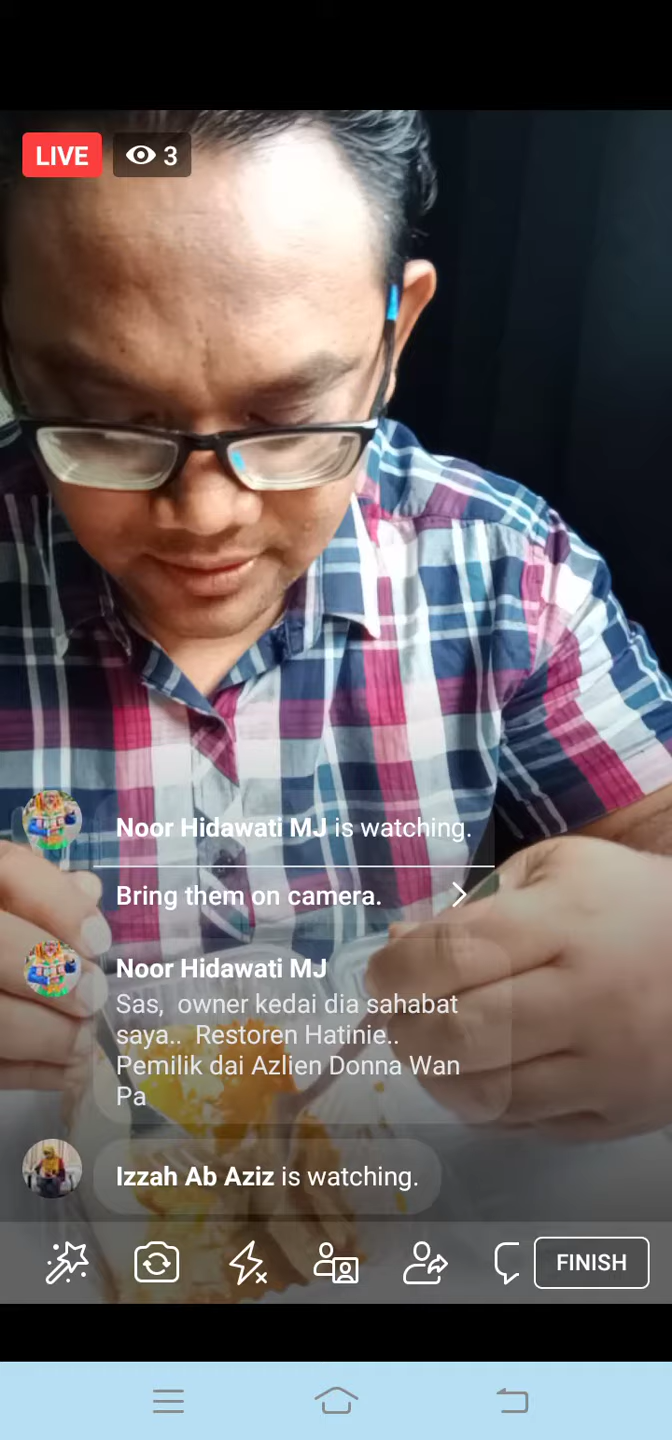 LIVE
3
Noor Hidawati MJ is watching.
Bring them on camera.
Noor Hidawati MJ
Sas, owner kedai dia sahabat
saya.. Restoren Hatinie..
Pemilik dai Azlien Donna Wan
Pa
Izzah Ab Aziz is watching.
FINISH